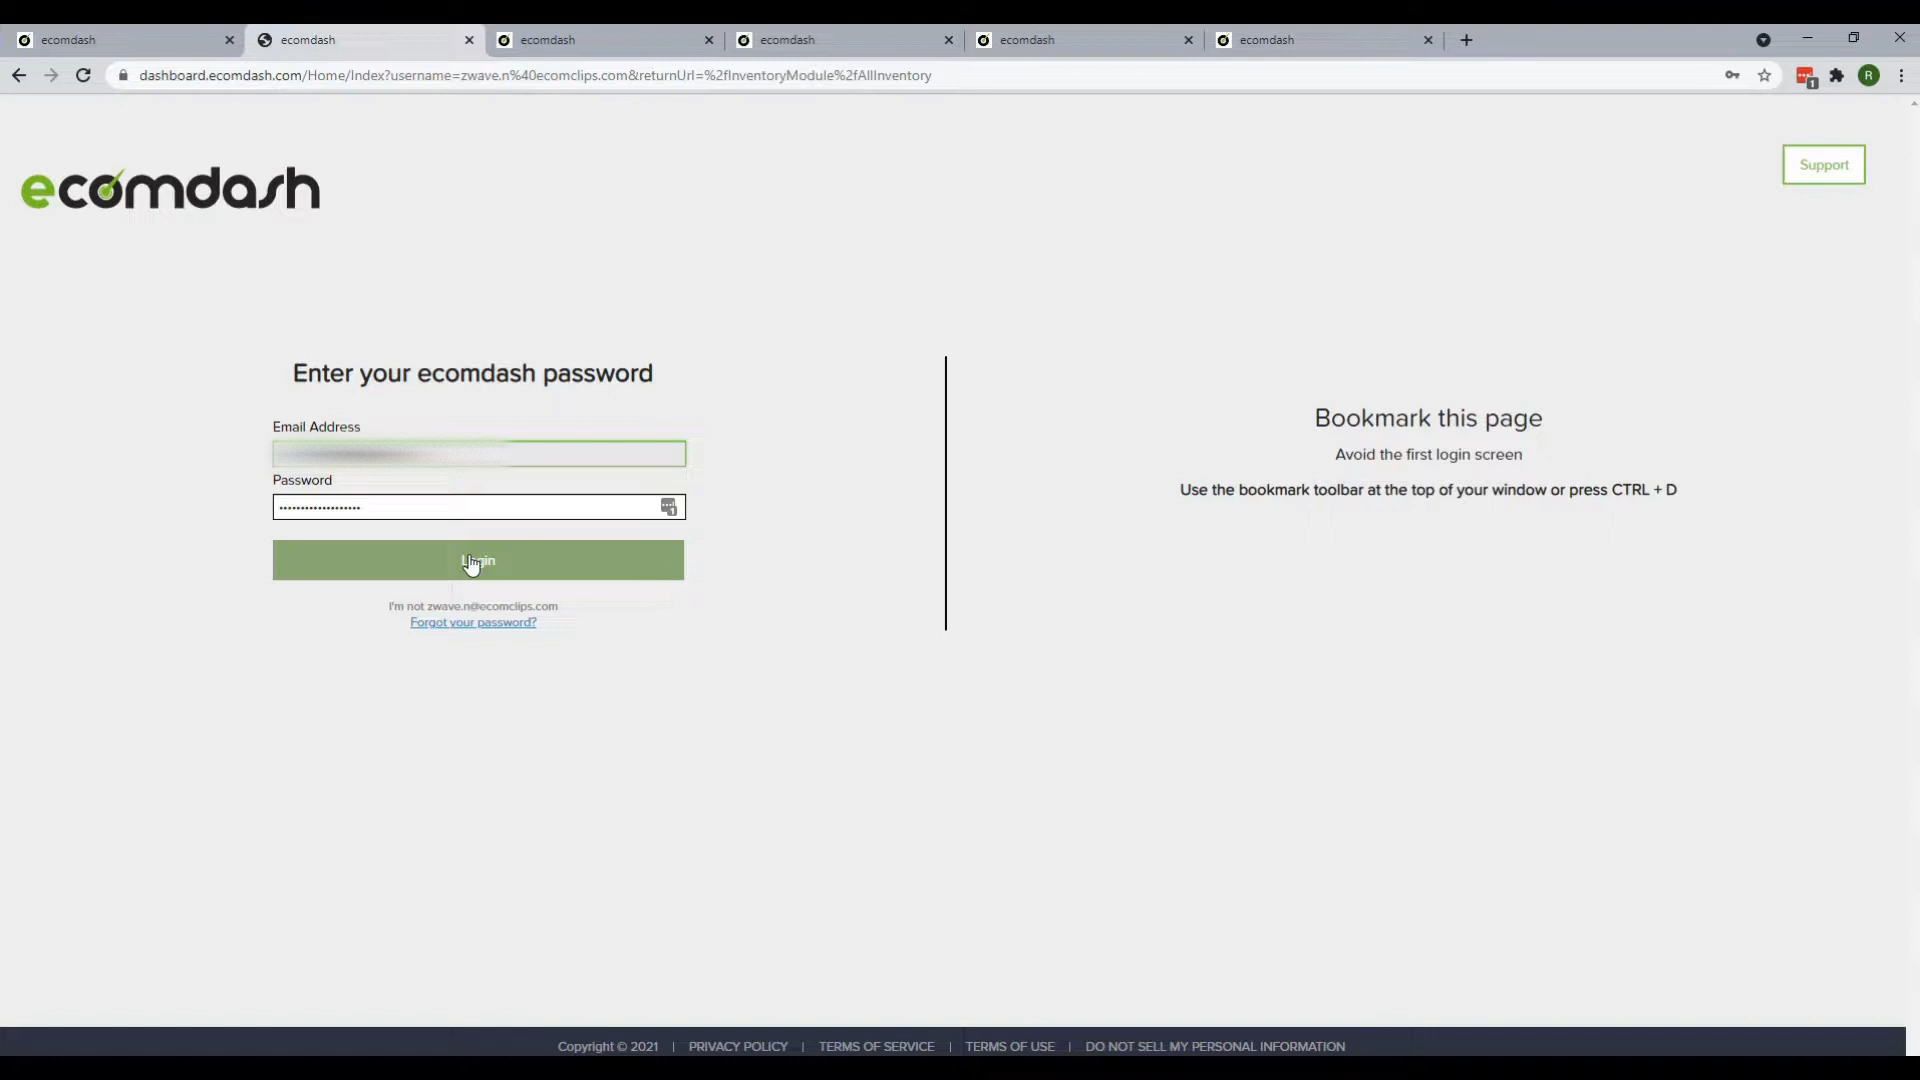 ecomdash
ecomdash
ecomdash
ecomdash
ecomdash
ecomdash
dashboard.ecomdash.com/Home/Index?username=zwave.n%40ecomclips.com&returnUrl=%2fInventoryModule%2fAllInventory
1
R
ecomdash
Support
Enter your ecomdash password
Email Address
Password
•••••••••••••••••••
1
Login
I'm not zwave.n@ecomclips.com
Forgot your password?
Bookmark this page
Avoid the first login screen
Use the bookmark toolbar at the top of your window or press CTRL + D
Copyright © 2021 | PRIVACY POLICY | TERMS OF SERVICE | TERMS OF USE | DO NOT SELL MY PERSONAL INFORMATION